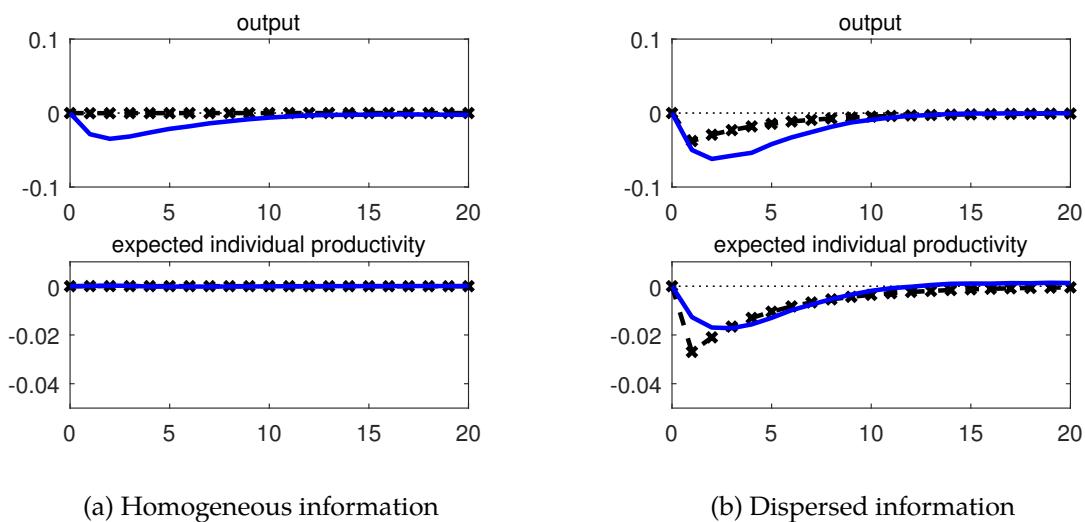 output
0.1
0
-0.1
0 5 10 15 20
expected individual productivity
0
-0.02
-0.04
0 5 10 15 20
(a) Homogeneous information
output
0.1
0
-0.1
0 5 10 15 20
expected individual productivity
0
-0.02
-0.04
0 5 10 15 20
(b) Dispersed information